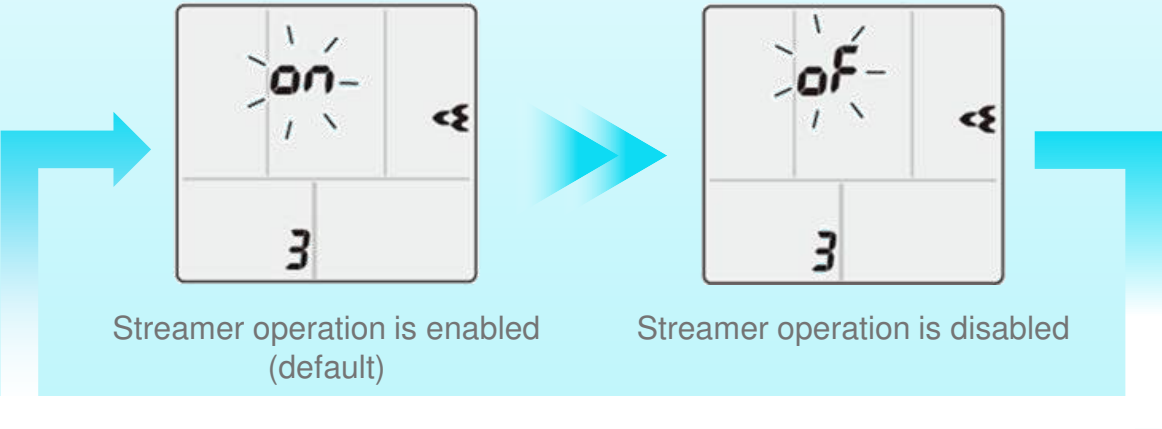 on
oF
3
3
Streamer operation is enabled
(default)
Streamer operation is disabled